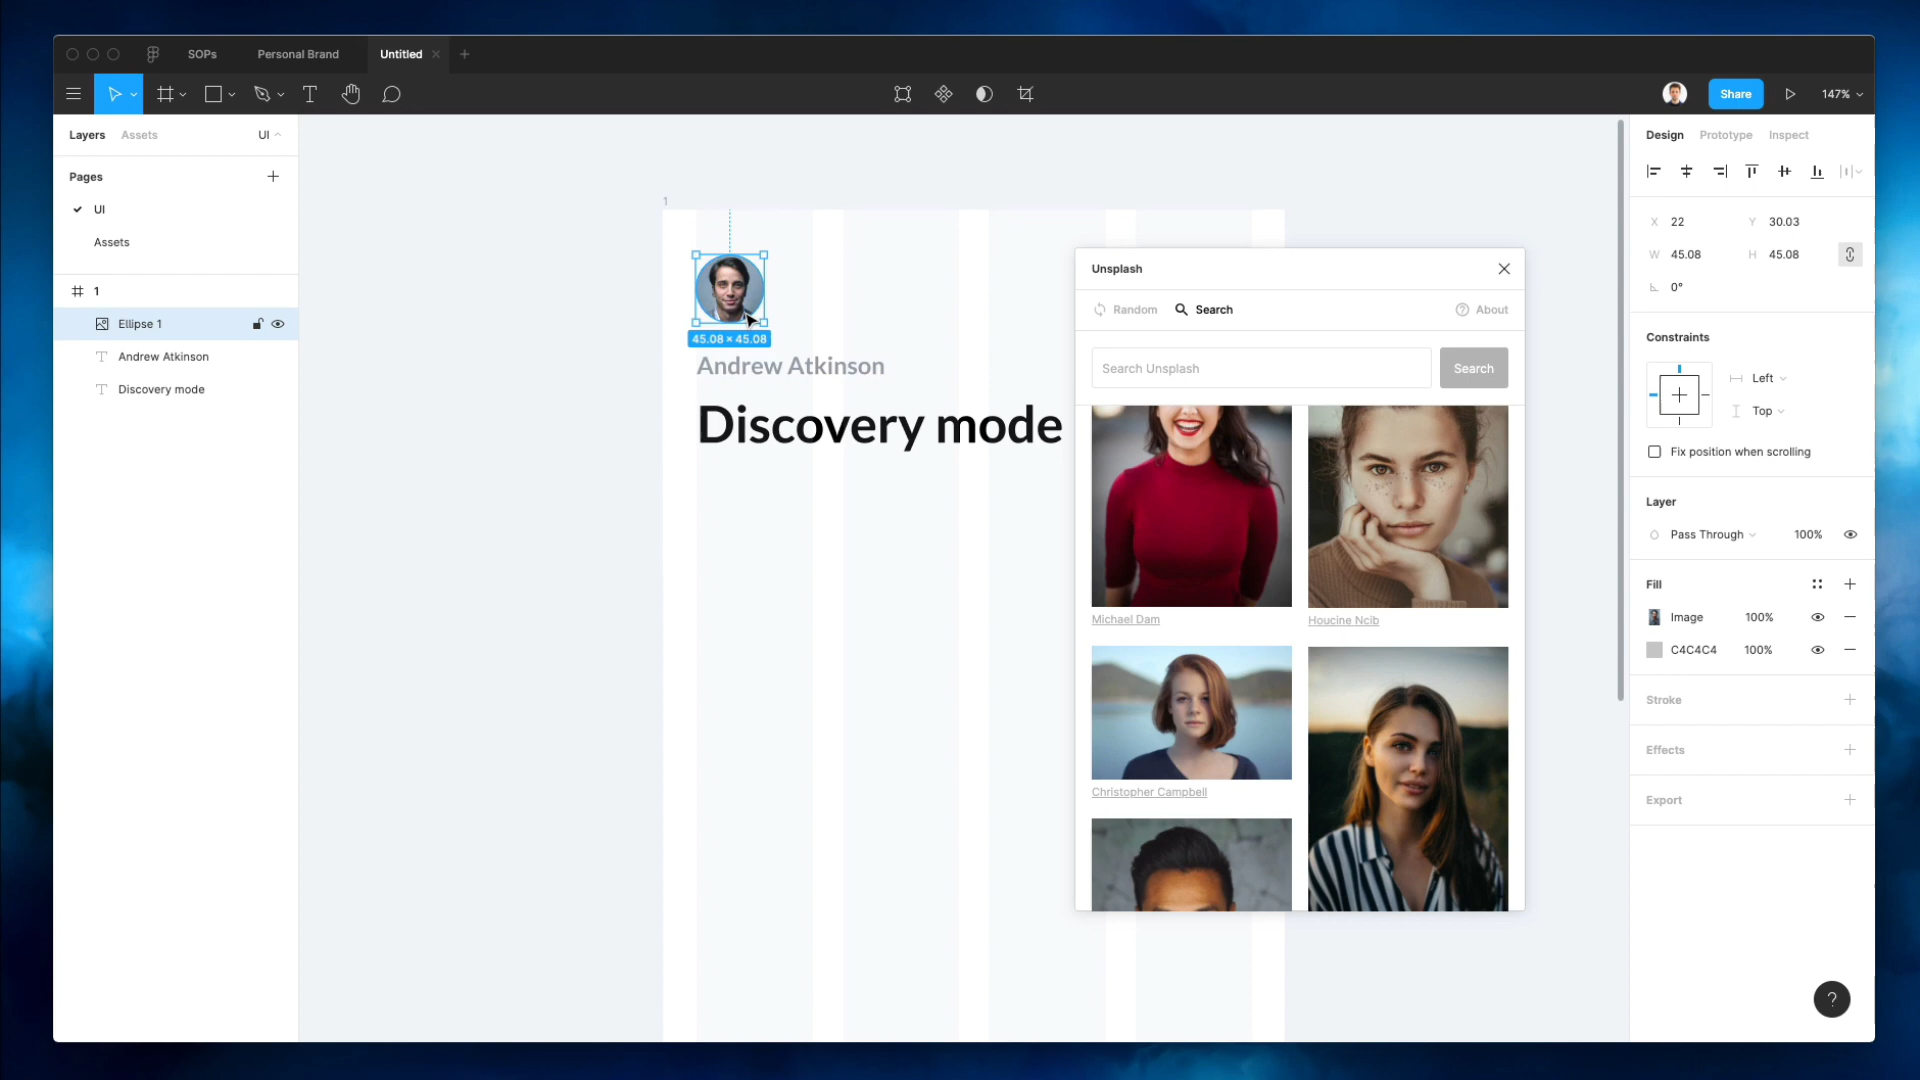 SOPs
Personal Brand
Untitled
Share
147%
Layers
Assets
UI
Pages
UI
Assets
1
Ellipse 1
Andrew Atkinson
Discovery mode
1
45.08 × 45.08
Andrew Atkinson
Discovery mode
Unsplash
Random
Search
About
Search Unsplash
Search
Michael Dam
Houcine Ncib
Christopher Campbell
Design
Prototype
Inspect
X 22 Y 30.03
W 45.08 H 45.08
0°
Constraints
Left
Top
Fix position when scrolling
Layer
Pass Through 100%
Fill
Image 100%
C4C4C4 100%
Stroke
Effects
Export
?